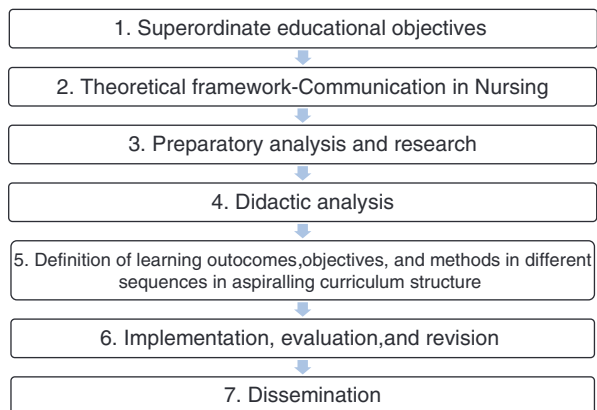 1. Superordinate educational objectives
2. Theoretical framework-Communication in Nursing
3. Preparatory analysis and research
4. Didactic analysis
5. Definition of learning outocomes,objectives, and methods in different
sequences in aspiralling curriculum structure
6. Implementation, evaluation,and revision
7. Dissemination